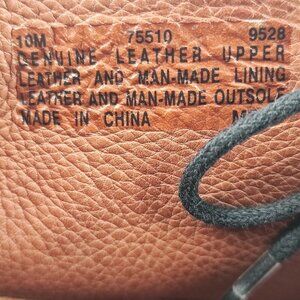 10M 75510 9528
GENUINE LEATHER UPPER
LEATHER AND MAN-MADE LINING
LEATHER AND MAN-MADE OUTSOLE
MADE IN CHINA